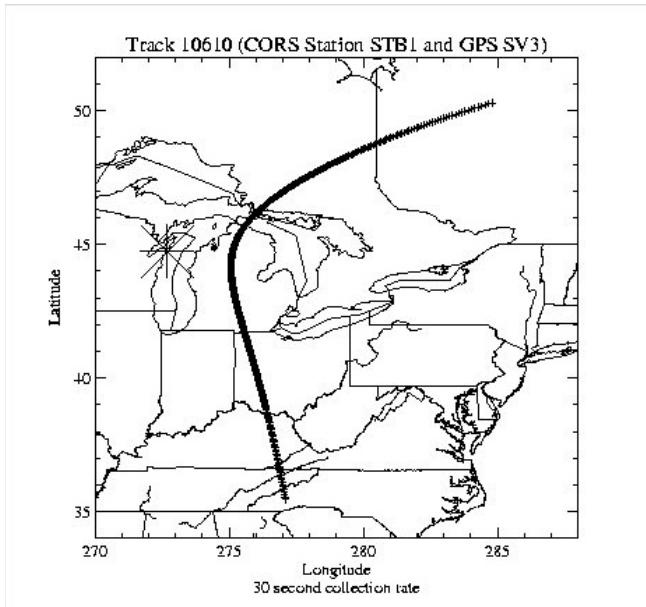 Track 10610 (CORS Station STB1 and GPS SV3)
50
45
40
35
Latitude
270
275
280
285
Longitude
30 second collection rate